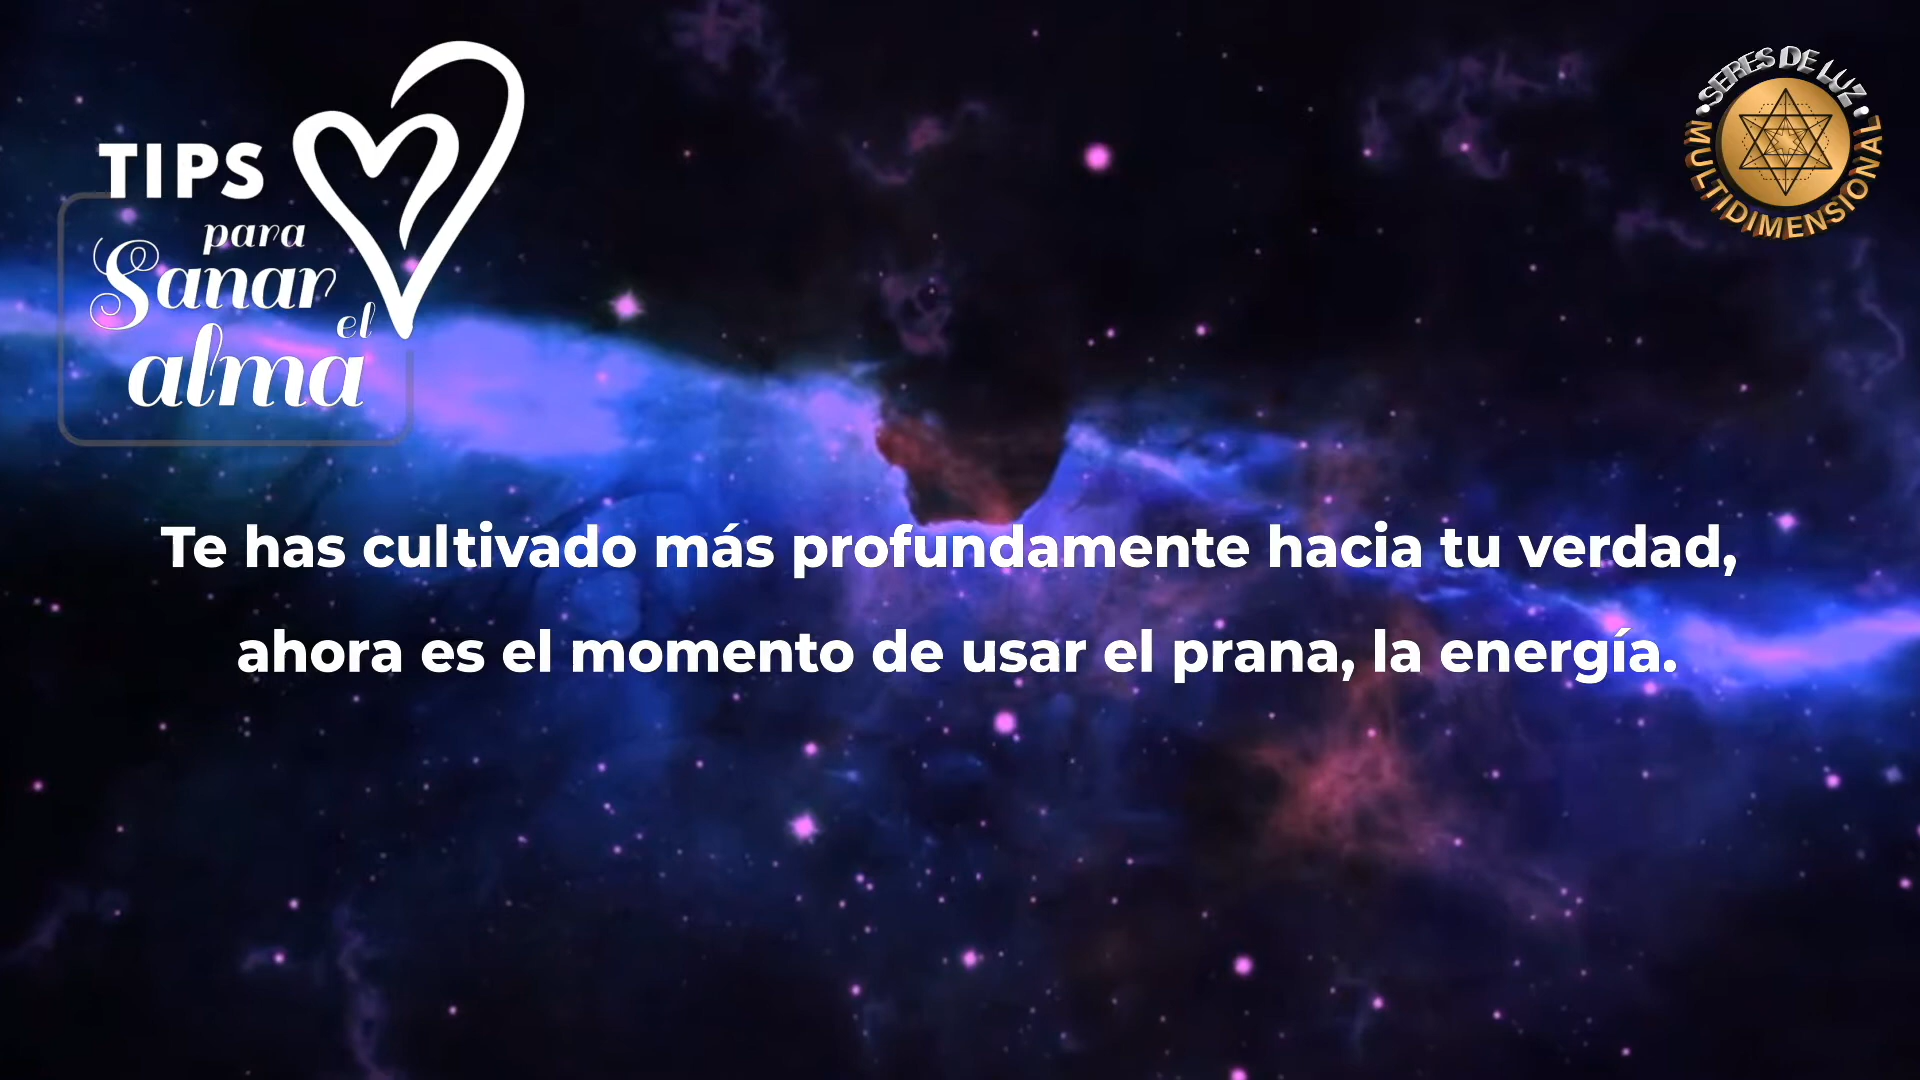 TIPS
para
Sanar
el
alma
SERES DE LUZ
MULTIDIMENSIONAL
Te has cultivado más profundamente hacia tu verdad,
ahora es el momento de usar el prana, la energía.